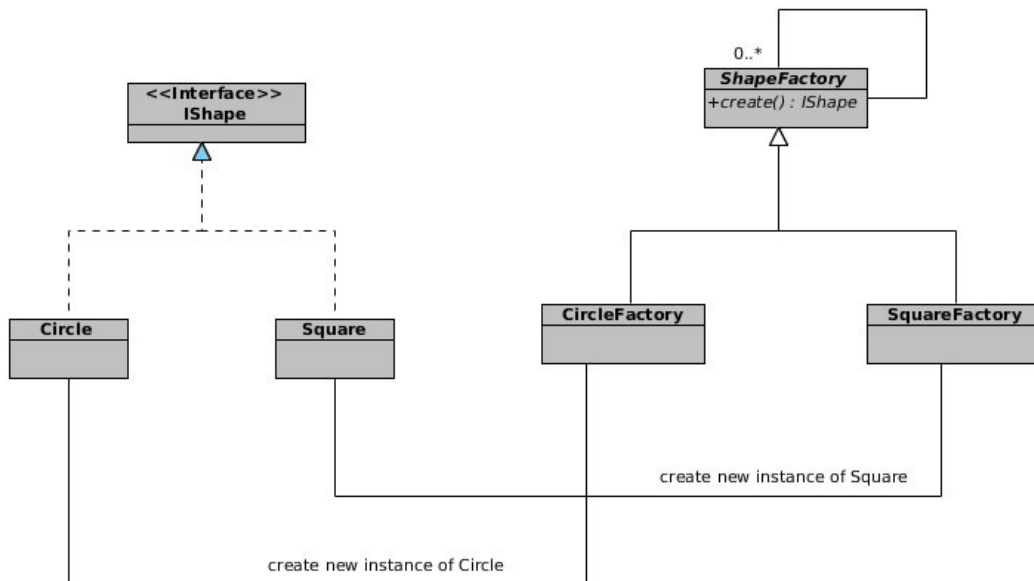 0..*
ShapeFactory
+create() : IShape
<<Interface>>
IShape
Circle
Square
CircleFactory
SquareFactory
create new instance of Square
create new instance of Circle